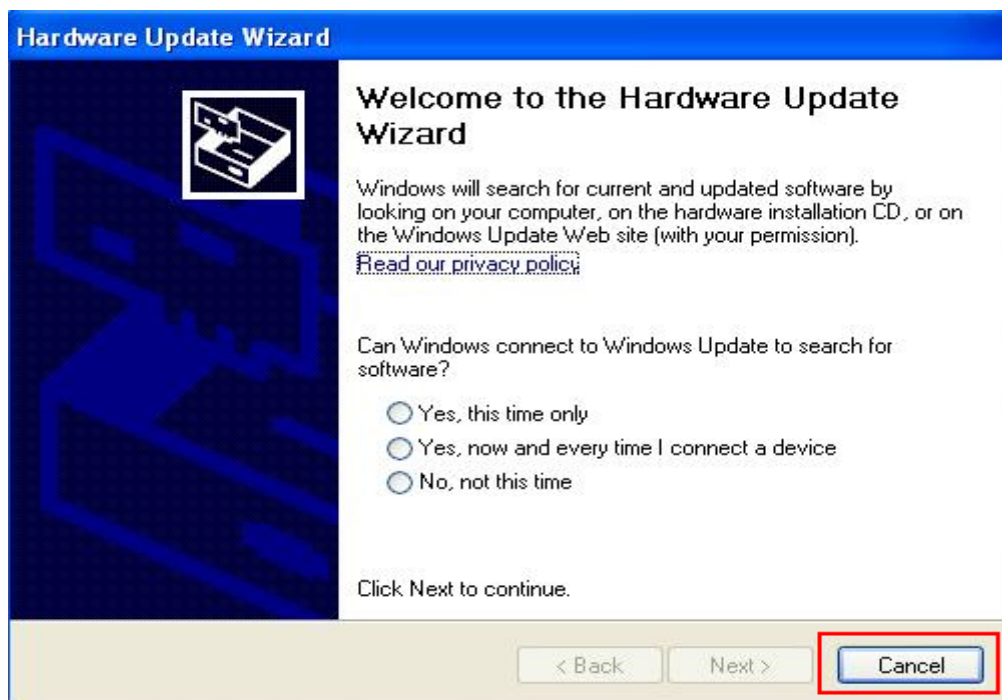 Hardware Update Wizard
Welcome to the Hardware Update
Wizard
Windows will search for current and updated software by
looking on your computer, on the hardware installation CD, or on
the Windows Update Web site (with your permission).
Read our privacy policy
Can Windows connect to Windows Update to search for
software?
Yes, this time only
Yes, now and every time I connect a device
No, not this time
Click Next to continue.
< Back
Next >
Cancel